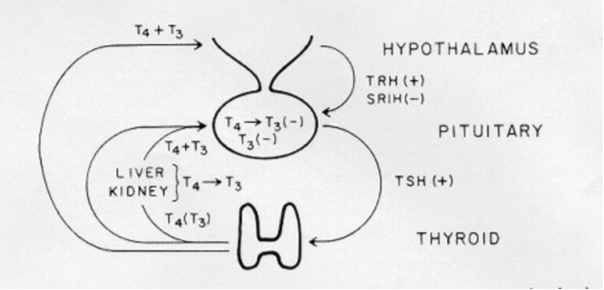 T₄ + T₃
HYPOTHALAMUS
TRH (+)
SRIH(−)
T₄ → T₃(−)
T₃(−)
PITUITARY
T₄+T₃
LIVER
KIDNEY } T₄ → T₃
TSH (+)
T₄(T₃)
THYROID